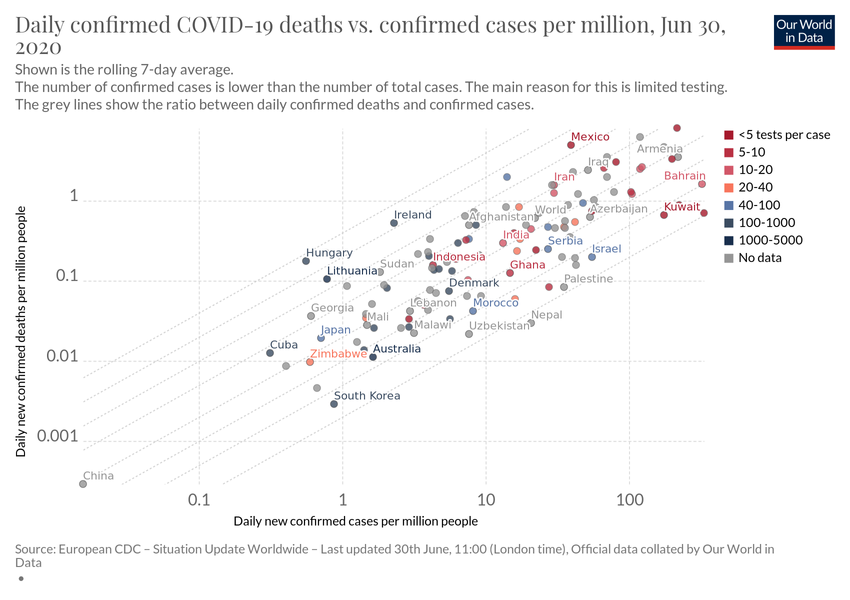 Daily confirmed COVID-19 deaths vs. confirmed cases per million, Jun 30,
2020
Our World
in Data
Shown is the rolling 7-day average.
The number of confirmed cases is lower than the number of total cases. The main reason for this is limited testing.
The grey lines show the ratio between daily confirmed deaths and confirmed cases.
<5 tests per case
5-10
10-20
20-40
40-100
100-1000
1000-5000
No data
Daily new confirmed deaths per million people
1
0.1
0.01
0.001
Mexico
Armenia
Iraq
Iran
Bahrain
Kuwait
World
Azerbaijan
Ireland
Afghanistan
India
Serbia
Israel
Hungary
Indonesia
Sudan
Lithuania
Ghana
Denmark
Palestine
Georgia
Lebanon
Morocco
Mali
Malawi
Uzbekistan
Nepal
Japan
Cuba
Zimbabwe
Australia
South Korea
China
0.1
1
10
100
Daily new confirmed cases per million people
Source: European CDC – Situation Update Worldwide – Last updated 30th June, 11:00 (London time), Official data collated by Our World in
Data